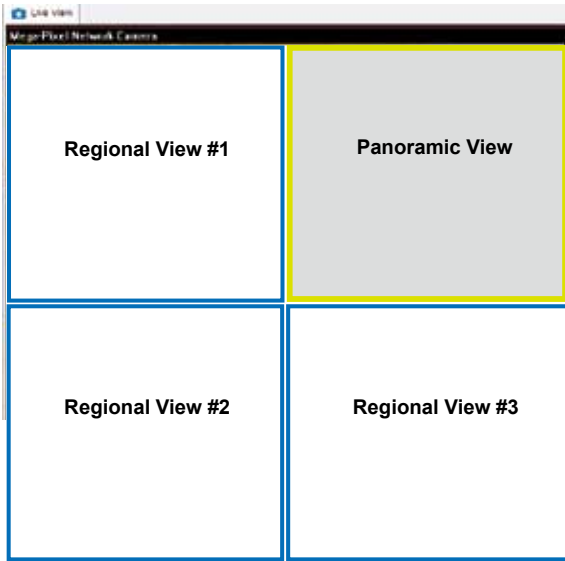 Live View
Mega-Pixel Network Camera
Regional View #1
Panoramic View
Regional View #2
Regional View #3